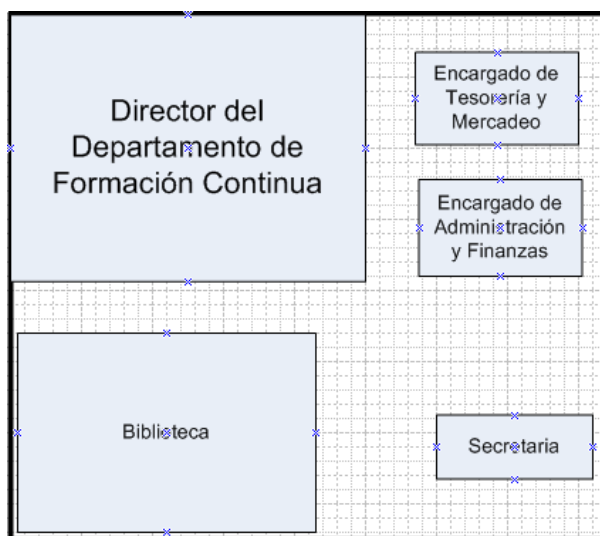 Director del
Departamento de
Formación Continua
Encargado de
Tesorería y
Mercadeo
Encargado de
Administración
y Finanzas
Biblioteca
Secretaria